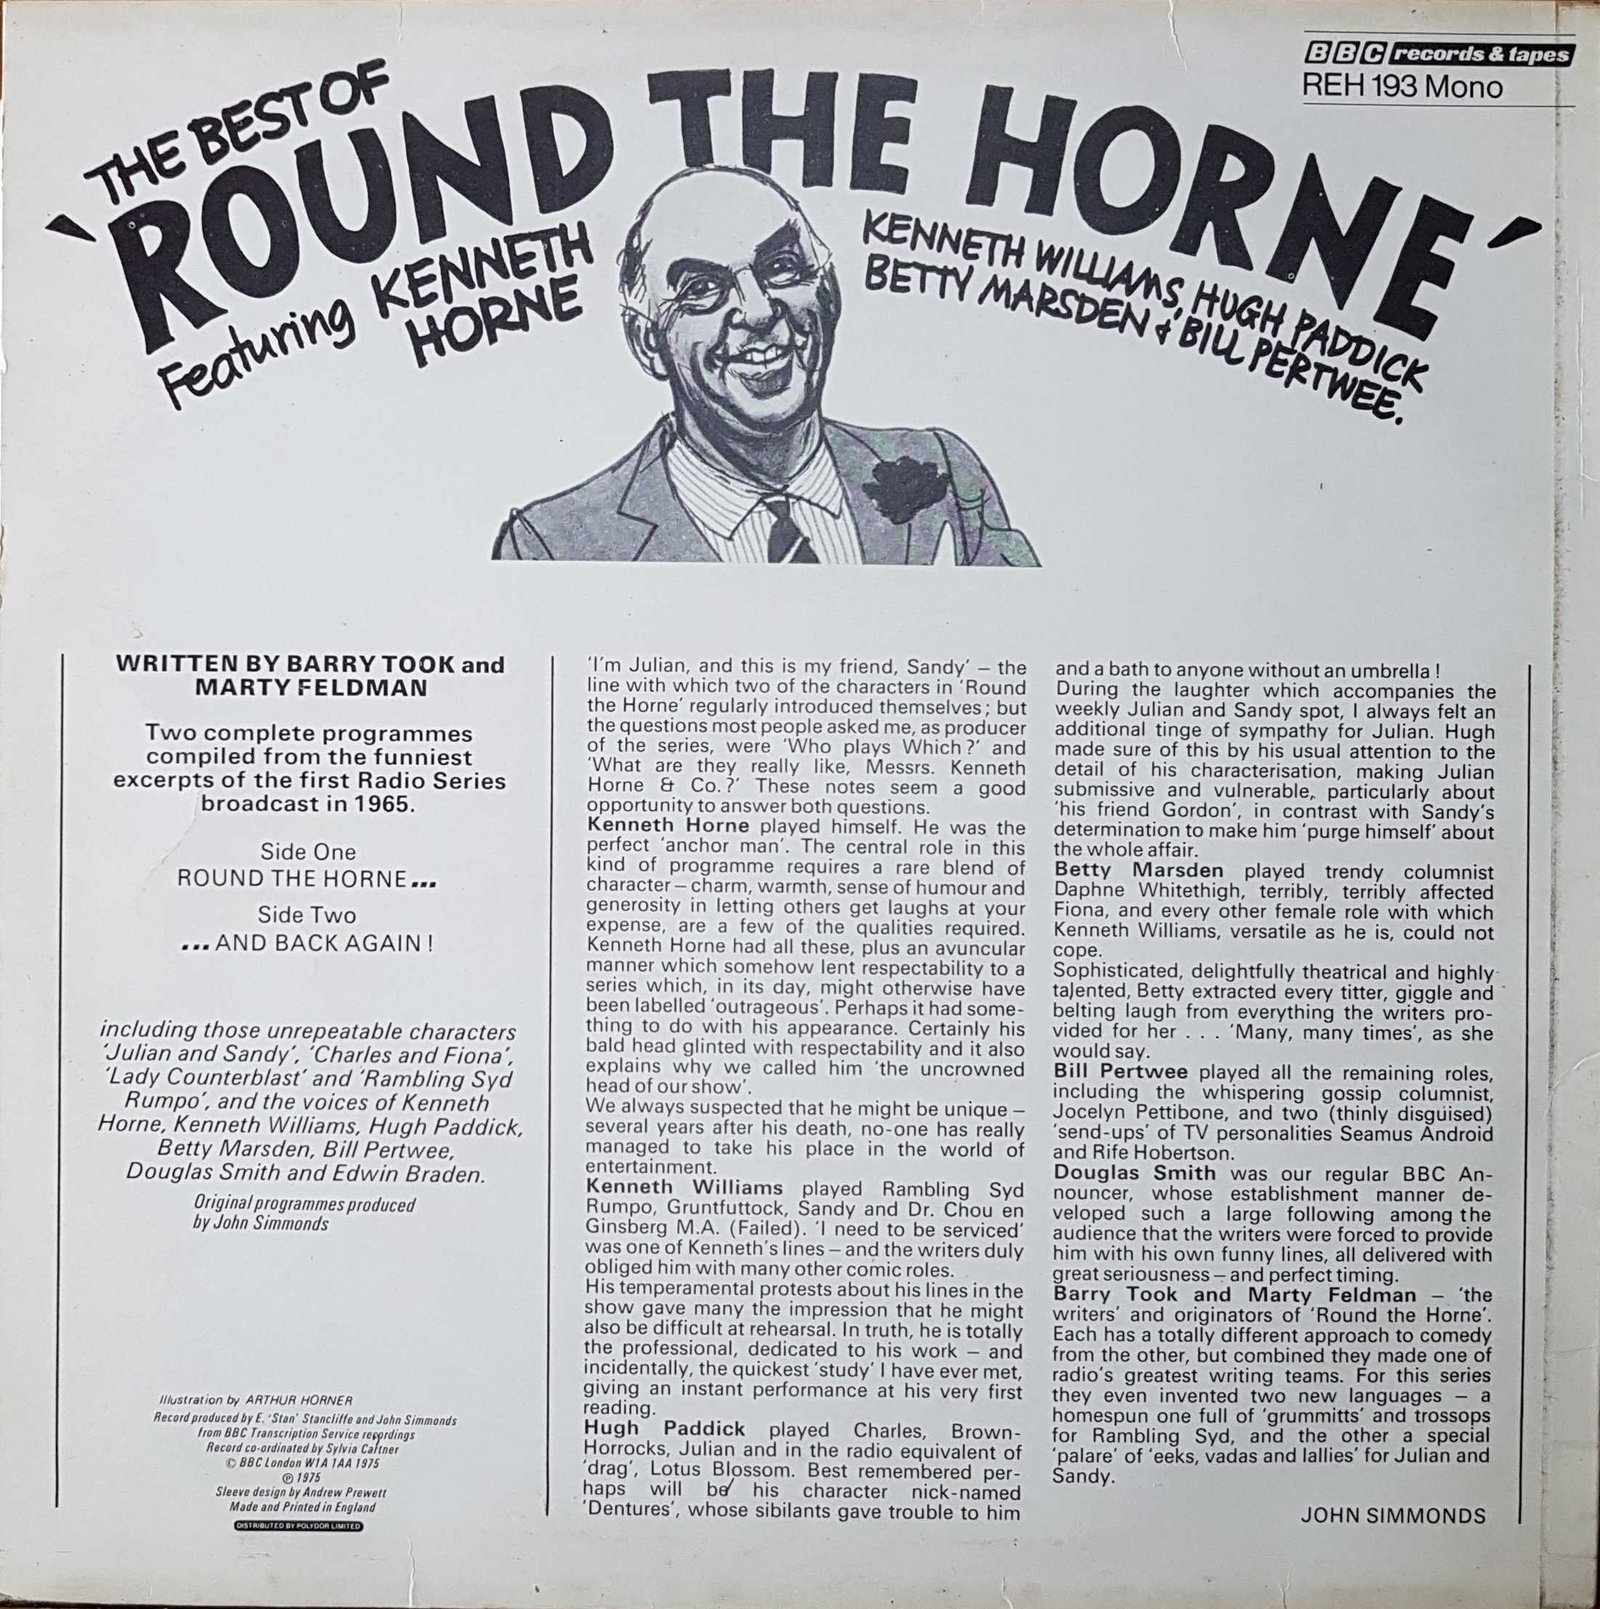 BBC records & tapes
REH 193 Mono
THE BEST OF
'ROUND THE HORNE'
Featuring KENNETH
HORNE
KENNETH WILLIAMS, HUGH PADDICK
BETTY MARSDEN & BILL PERTWEE.
WRITTEN BY BARRY TOOK and
MARTY FELDMAN
Two complete programmes
compiled from the funniest
excerpts of the first Radio Series
broadcast in 1965.
Side One
ROUND THE HORNE...
Side Two
...AND BACK AGAIN!
including those unrepeatable characters
'Julian and Sandy', 'Charles and Fiona',
'Lady Counterblast' and 'Rambling Syd
Rumpo', and the voices of Kenneth
Horne, Kenneth Williams, Hugh Paddick,
Betty Marsden, Bill Pertwee,
Douglas Smith and Edwin Braden.
Original programmes produced
by John Simmonds
Illustration by ARTHUR HORNER
Record produced by E. 'Stan' Stancliffe and John Simmonds
from BBC Transcription Service recordings
Record co-ordinated by Sylvia Cartner
© BBC London W1A 1AA 1975
℗ 1975
Sleeve design by Andrew Prewett
Made and Printed in England
DISTRIBUTED BY POLYDOR LIMITED
'I'm Julian, and this is my friend, Sandy' – the
line with which two of the characters in 'Round
the Horne' regularly introduced themselves; but
the questions most people asked me, as producer
of the series, were 'Who plays Which?' and
'What are they really like, Messrs. Kenneth
Horne & Co.?' These notes seem a good
opportunity to answer both questions.
Kenneth Horne played himself. He was the
perfect 'anchor man'. The central role in this
kind of programme requires a rare blend of
character – charm, warmth, sense of humour and
generosity in letting others get laughs at your
expense, are a few of the qualities required.
Kenneth Horne had all these, plus an avuncular
manner which somehow lent respectability to a
series which, in its day, might otherwise have
been labelled 'outrageous'. Perhaps it had some-
thing to do with his appearance. Certainly his
bald head glinted with respectability and it also
explains why we called him 'the uncrowned
head of our show'.
We always suspected that he might be unique –
several years after his death, no-one has really
managed to take his place in the world of
entertainment.
Kenneth Williams played Rambling Syd
Rumpo, Gruntfuttock, Sandy and Dr. Chou en
Ginsberg M.A. (Failed). 'I need to be serviced'
was one of Kenneth's lines – and the writers duly
obliged him with many other comic roles.
His temperamental protests about his lines in the
show gave many the impression that he might
also be difficult at rehearsal. In truth, he is totally
the professional, dedicated to his work – and
incidentally, the quickest 'study' I have ever met,
giving an instant performance at his very first
reading.
Hugh Paddick played Charles, Brown-
Horrocks, Julian and in the radio equivalent of
'drag', Lotus Blossom. Best remembered per-
haps will be his character nick-named
'Dentures', whose sibilants gave trouble to him
and a bath to anyone without an umbrella!
During the laughter which accompanies the
weekly Julian and Sandy spot, I always felt an
additional tinge of sympathy for Julian. Hugh
made sure of this by his usual attention to the
detail of his characterisation, making Julian
submissive and vulnerable, particularly about
'his friend Gordon', in contrast with Sandy's
determination to make him 'purge himself' about
the whole affair.
Betty Marsden played trendy columnist
Daphne Whitethigh, terribly, terribly affected
Fiona, and every other female role with which
Kenneth Williams, versatile as he is, could not
cope.
Sophisticated, delightfully theatrical and highly
talented, Betty extracted every titter, giggle and
belting laugh from everything the writers pro-
vided for her . . . 'Many, many times', as she
would say.
Bill Pertwee played all the remaining roles,
including the whispering gossip columnist,
Jocelyn Pettibone, and two (thinly disguised)
'send-ups' of TV personalities Seamus Android
and Rife Hobertson.
Douglas Smith was our regular BBC An-
nouncer, whose establishment manner de-
veloped such a large following among the
audience that the writers were forced to provide
him with his own funny lines, all delivered with
great seriousness – and perfect timing.
Barry Took and Marty Feldman – 'the
writers' and originators of 'Round the Horne'.
Each has a totally different approach to comedy
from the other, but combined they made one of
radio's greatest writing teams. For this series
they even invented two new languages – a
homespun one full of 'grummitts' and trossops
for Rambling Syd, and the other a special
'palare' of 'eeks, vadas and lallies' for Julian and
Sandy.
JOHN SIMMONDS